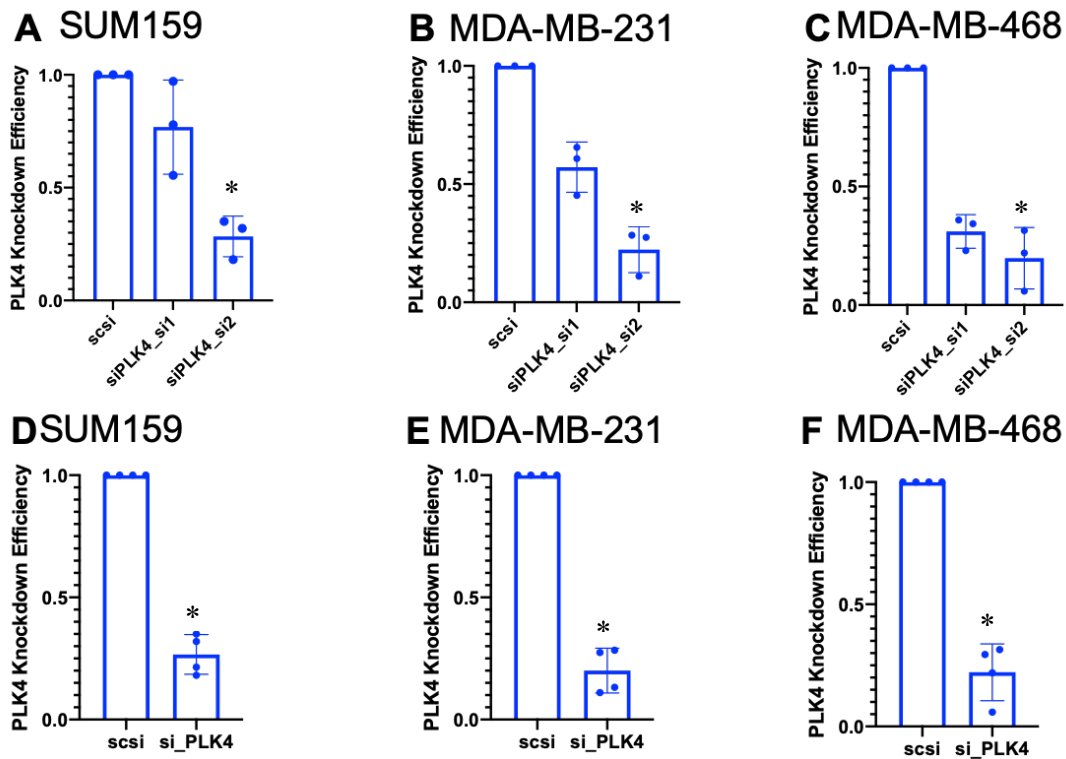 A SUM159
PLK4 Knockdown Efficiency
1.0
0.5
0.0
*
scsi
siPLK4_si1
siPLK4_si2
B MDA-MB-231
PLK4 Knockdown Efficiency
1.0
0.5
0.0
*
scsi
siPLK4_si1
siPLK4_si2
C MDA-MB-468
PLK4 Knockdown Efficiency
1.0
0.5
0.0
*
scsi
siPLK4_si1
siPLK4_si2
D SUM159
PLK4 Knockdown Efficiency
1.0
0.5
0.0
*
scsi si_PLK4
E MDA-MB-231
PLK4 Knockdown Efficiency
1.0
0.5
0.0
*
scsi si_PLK4
F MDA-MB-468
PLK4 Knockdown Efficiency
1.0
0.5
0.0
*
scsi si_PLK4